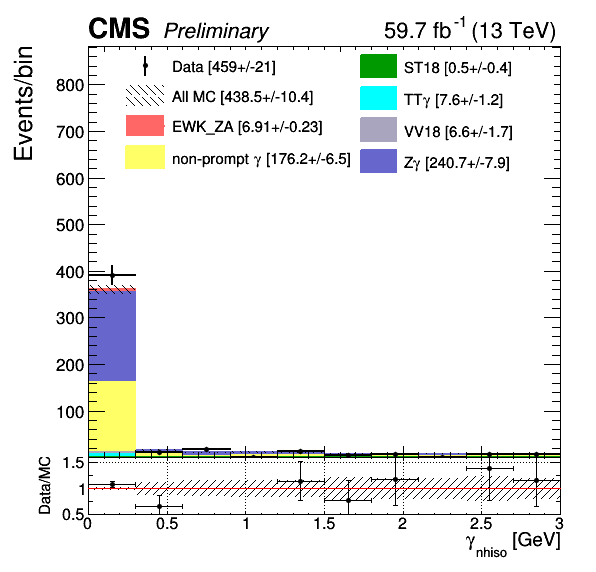 CMS Preliminary 59.7 fb⁻¹ (13 TeV)
Events/bin
Data [459+/-21]
All MC [438.5+/-10.4]
EWK_ZA [6.91+/-0.23]
non-prompt γ [176.2+/-6.5]
ST18 [0.5+/-0.4]
TTγ [7.6+/-1.2]
VV18 [6.6+/-1.7]
Zγ [240.7+/-7.9]
800
700
600
500
400
300
200
100
Data/MC
1.5
1
0.5
0 0.5 1 1.5 2 2.5 3
γnhiso [GeV]